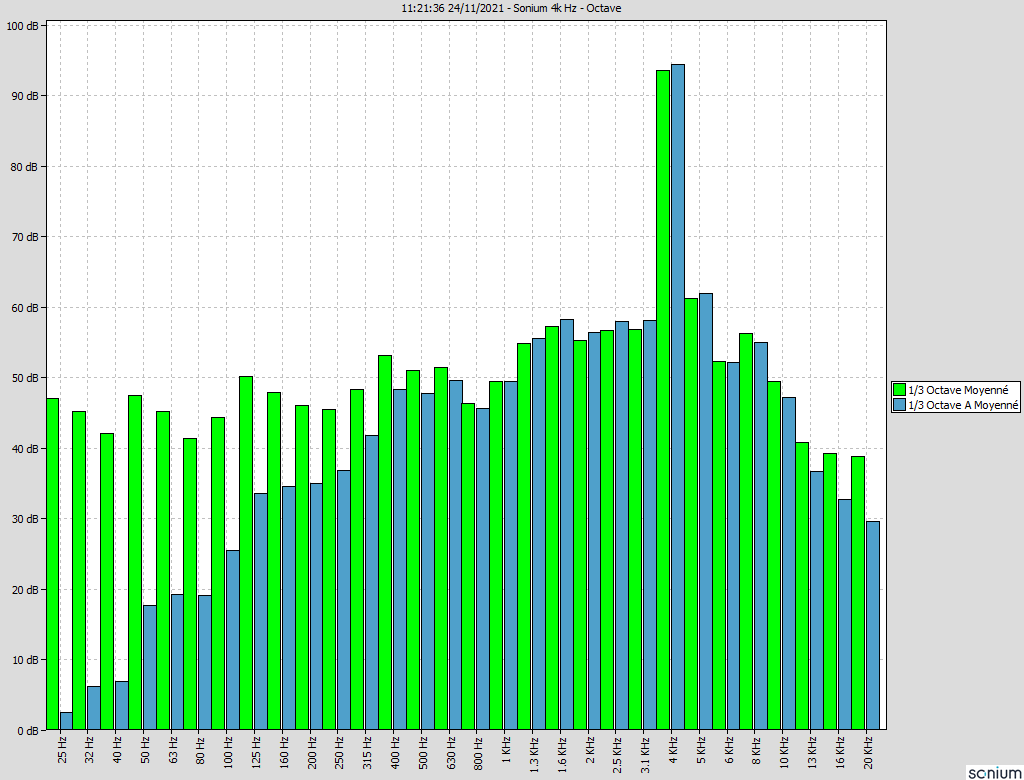 11:21:36 24/11/2021 - Sonium 4k Hz - Octave
100 dB
90 dB
80 dB
70 dB
60 dB
50 dB
40 dB
30 dB
20 dB
10 dB
0 dB
25 Hz
32 Hz
40 Hz
50 Hz
63 Hz
80 Hz
100 Hz
125 Hz
160 Hz
200 Hz
250 Hz
315 Hz
400 Hz
500 Hz
630 Hz
800 Hz
1 KHz
1.3 KHz
1.6 KHz
2 KHz
2.5 KHz
3.1 KHz
4 KHz
5 KHz
6 KHz
8 KHz
10 KHz
13 KHz
16 KHz
20 KHz
1/3 Octave Moyenné
1/3 Octave A Moyenné
sonium